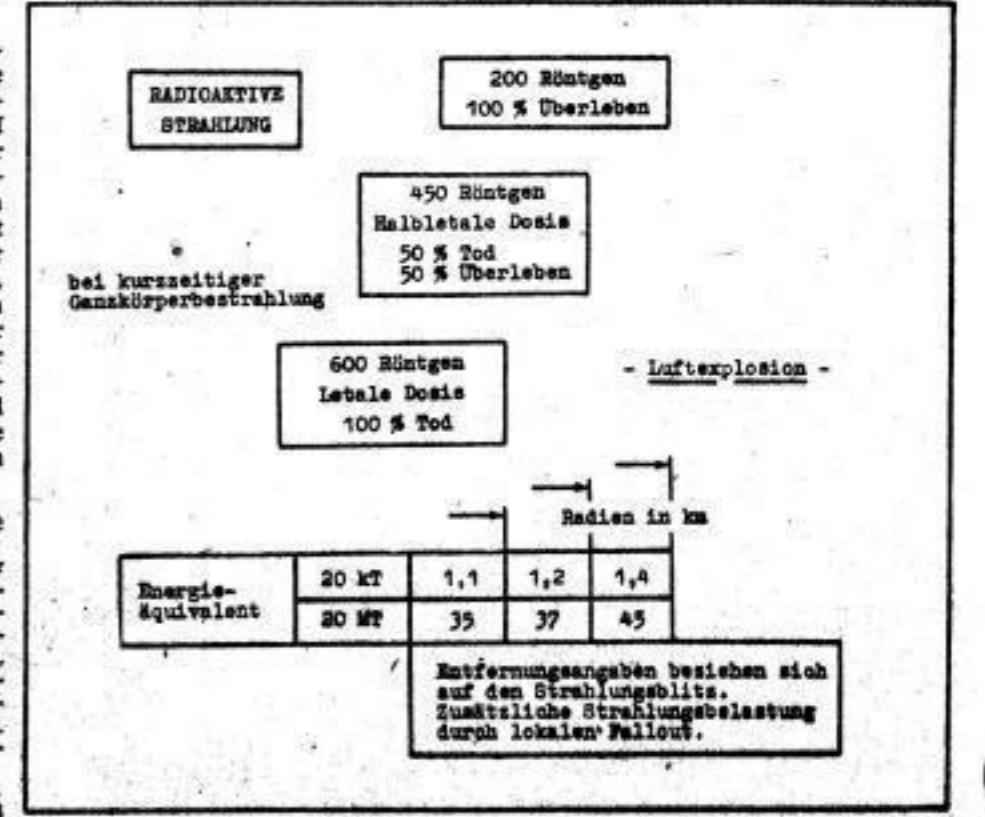 RADIOAKTIVE
STRAHLUNG
200 Röntgen
100 % Überleben
450 Röntgen
Halbletale Dosis
50 % Tod
50 % Überleben
bei kurzzeitiger
Ganzkörperbestrahlung
600 Röntgen
Letale Dosis
100 % Tod
- Luftexplosion -
Radien in km
Energie-
äquivalent
20 kT 1,1 1,2 1,4
20 MT 35 37 45
Entfernungsangaben beziehen sich
auf den Strahlungsblitz.
Zusätzliche Strahlungsbelastung
durch lokalen Fallout.